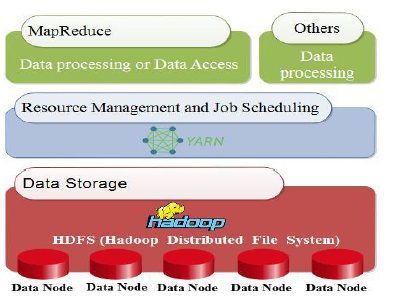 MapReduce
Others
Data processing or Data Access
Data
processing
Resource Management and Job Scheduling
YARN
Data Storage
hadoop
HDFS (Hadoop Distributed File System)
Data Node Data Node Data Node Data Node Data Node